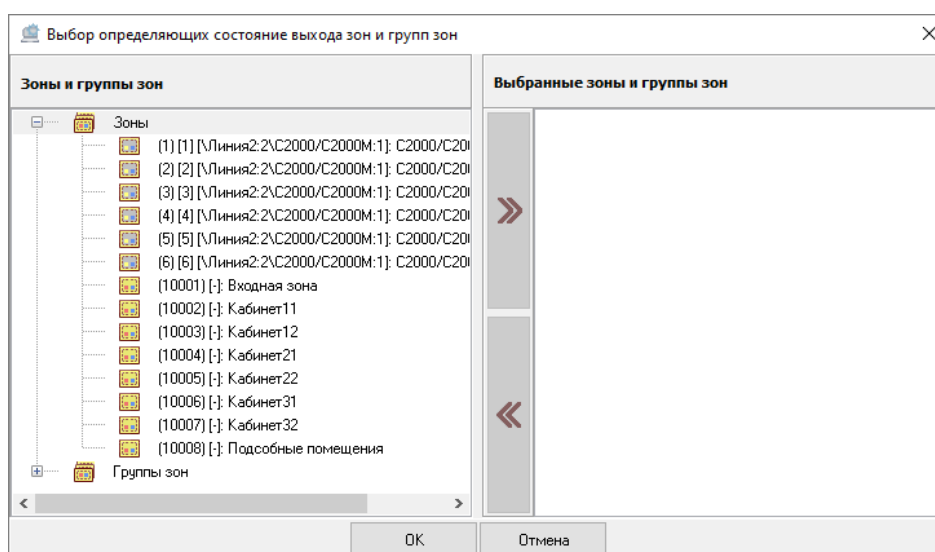 Выбор определяющих состояние выхода зон и групп зон
Зоны и группы зон
Выбранные зоны и группы зон
Зоны
(1) [1] [\Линия2:2\С2000/С2000М:1]: С2000/С20
(2) [2] [\Линия2:2\С2000/С2000М:1]: С2000/С20
(3) [3] [\Линия2:2\С2000/С2000М:1]: С2000/С20
(4) [4] [\Линия2:2\С2000/С2000М:1]: С2000/С20
(5) [5] [\Линия2:2\С2000/С2000М:1]: С2000/С20
(6) [6] [\Линия2:2\С2000/С2000М:1]: С2000/С20
(10001) [-]: Входная зона
(10002) [-]: Кабинет11
(10003) [-]: Кабинет12
(10004) [-]: Кабинет21
(10005) [-]: Кабинет22
(10006) [-]: Кабинет31
(10007) [-]: Кабинет32
(10008) [-]: Подсобные помещения
Группы зон
OK
Отмена